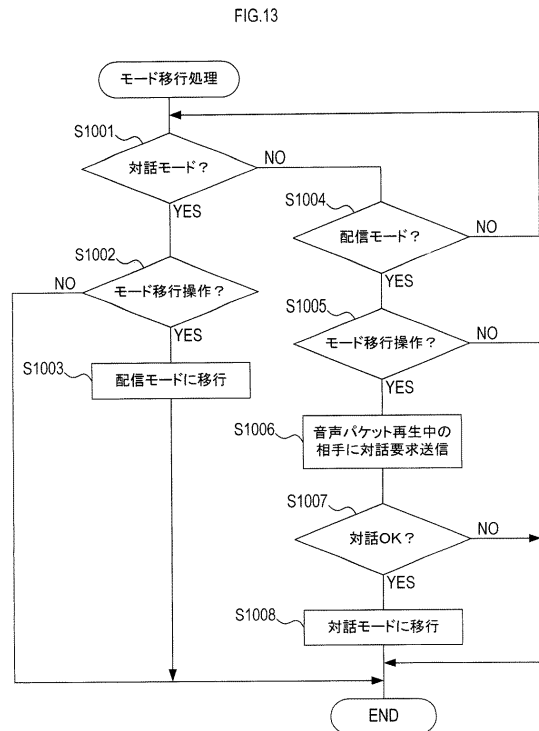 FIG.13
モード移行処理
S1001
対話モード?
NO
YES
S1002
NO
モード移行操作?
YES
S1003
配信モードに移行
S1004
配信モード?
NO
YES
S1005
モード移行操作?
NO
YES
S1006
音声パケット再生中の
相手に対話要求送信
S1007
対話OK?
NO
YES
S1008
対話モードに移行
END